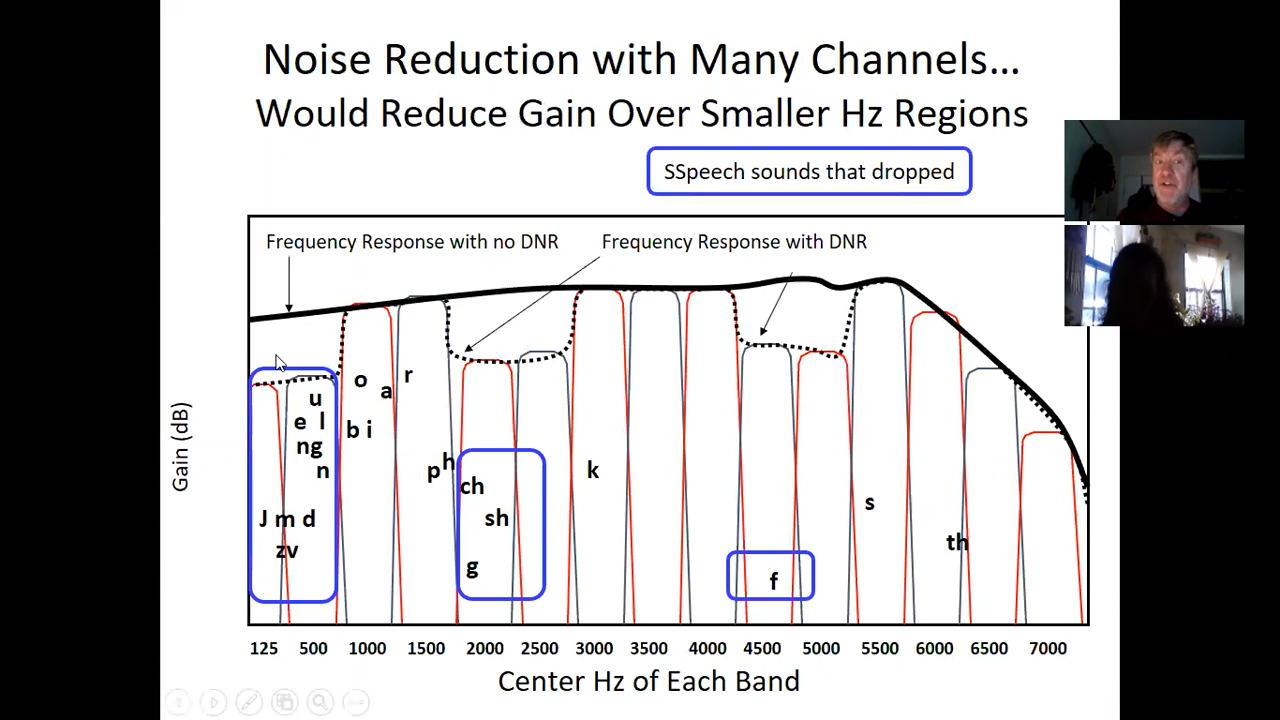 Noise Reduction with Many Channels…
Would Reduce Gain Over Smaller Hz Regions
SSpeech sounds that dropped
Frequency Response with no DNR
Frequency Response with DNR
Gain (dB)
o
a
r
u
e l
b i
ng
n
p
h
ch
k
sh
s
J m d
th
zv
g
f
125 500 1000 1500 2000 2500 3000 3500 4000 4500 5000 5500 6000 6500 7000
Center Hz of Each Band